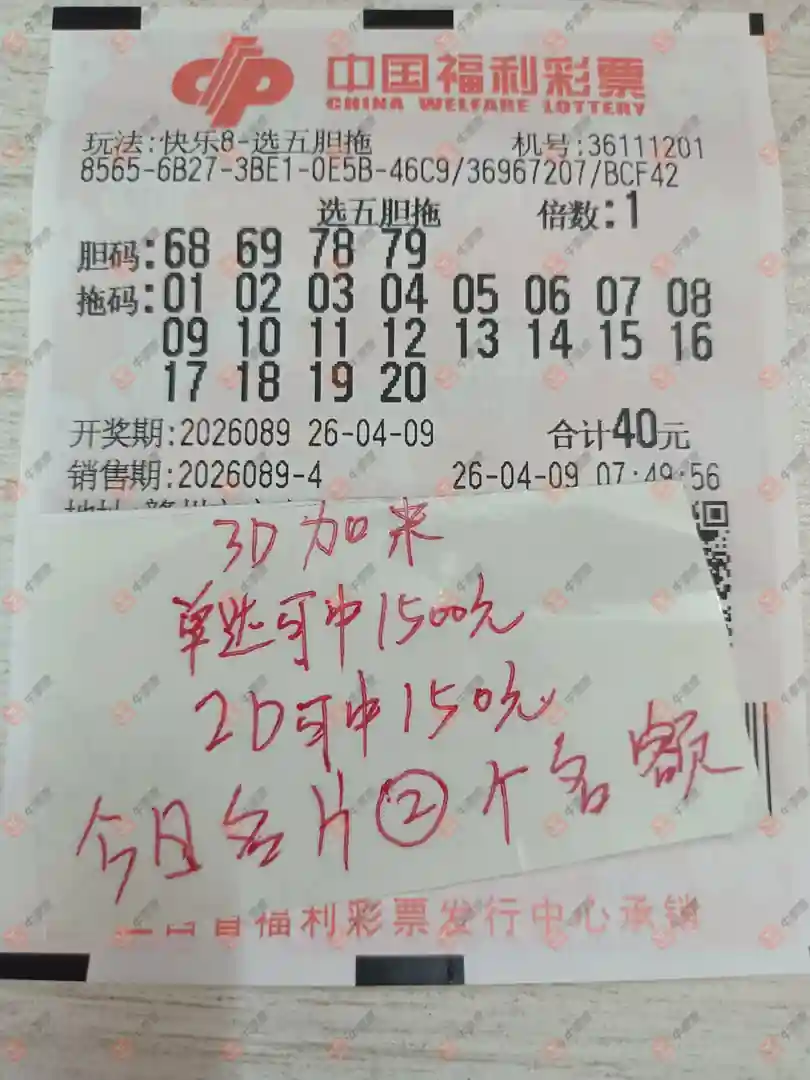 中国福利彩票
CHINA WELFARE LOTTERY
玩法:快乐8-选五胆拖 机号:36111201
8565-6B27-3BE1-0E5B-46C9/36967207/BCF42
选五胆拖 倍数:1
胆码:68 69 78 79
拖码:01 02 03 04 05 06 07 08
09 10 11 12 13 14 15 16
17 18 19 20
开奖期:2026089 26-04-09 合计40元
销售期:2026089-4 26-04-09 07:49:56
3D加来
单选可中1500元
2D可中150元
今日名片②个名额
省福利彩票发行中心承销